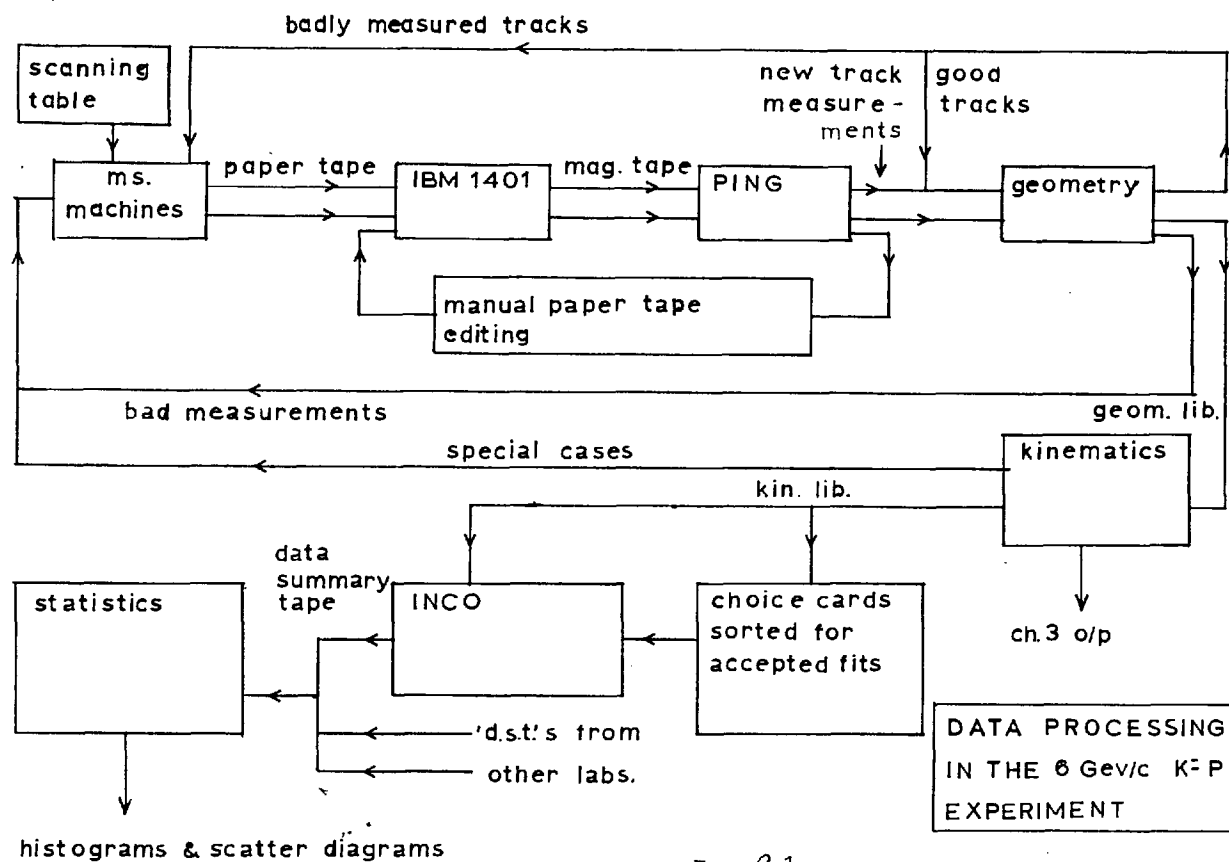 badly measured tracks
scanning
table
new track
measure-
ments
good
tracks
ms.
machines
paper tape
IBM 1401
mag. tape
PING
geometry
manual paper tape
editing
bad measurements
geom. lib.
special cases
kinematics
kin. lib.
data
summary
tape
statistics
INCO
choice cards
sorted for
accepted fits
ch. 3 o/p
'd.s.t.'s from
other labs.
DATA PROCESSING
IN THE 6 Gev/c K⁻P
EXPERIMENT
histograms & scatter diagrams